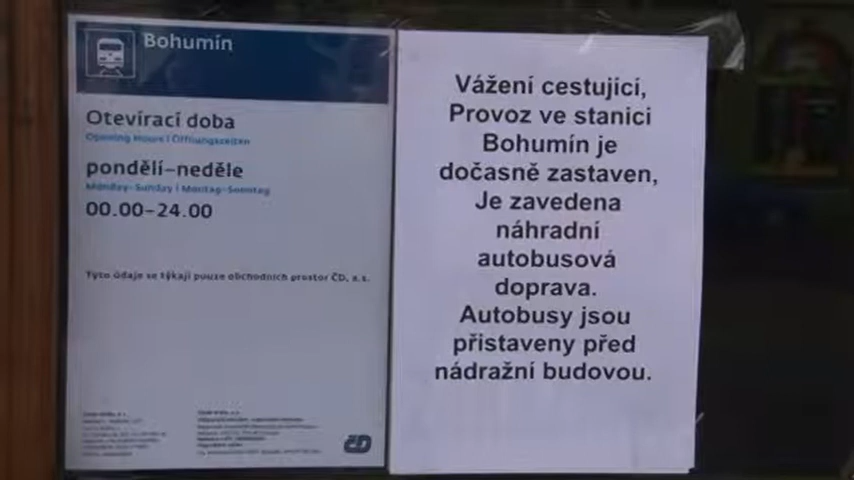 Bohumín
Otevírací doba
Opening Hours | Öffnungszeiten
pondělí–neděle
Monday–Sunday | Montag–Sonntag
00.00–24.00
Tyto údaje se týkají pouze obchodních prostor ČD, a.s.
ČD
Vážení cestující,
Provoz ve stanici
Bohumín je
dočasně zastaven,
Je zavedena
náhradní
autobusová
doprava.
Autobusy jsou
přistaveny před
nádražní budovou.